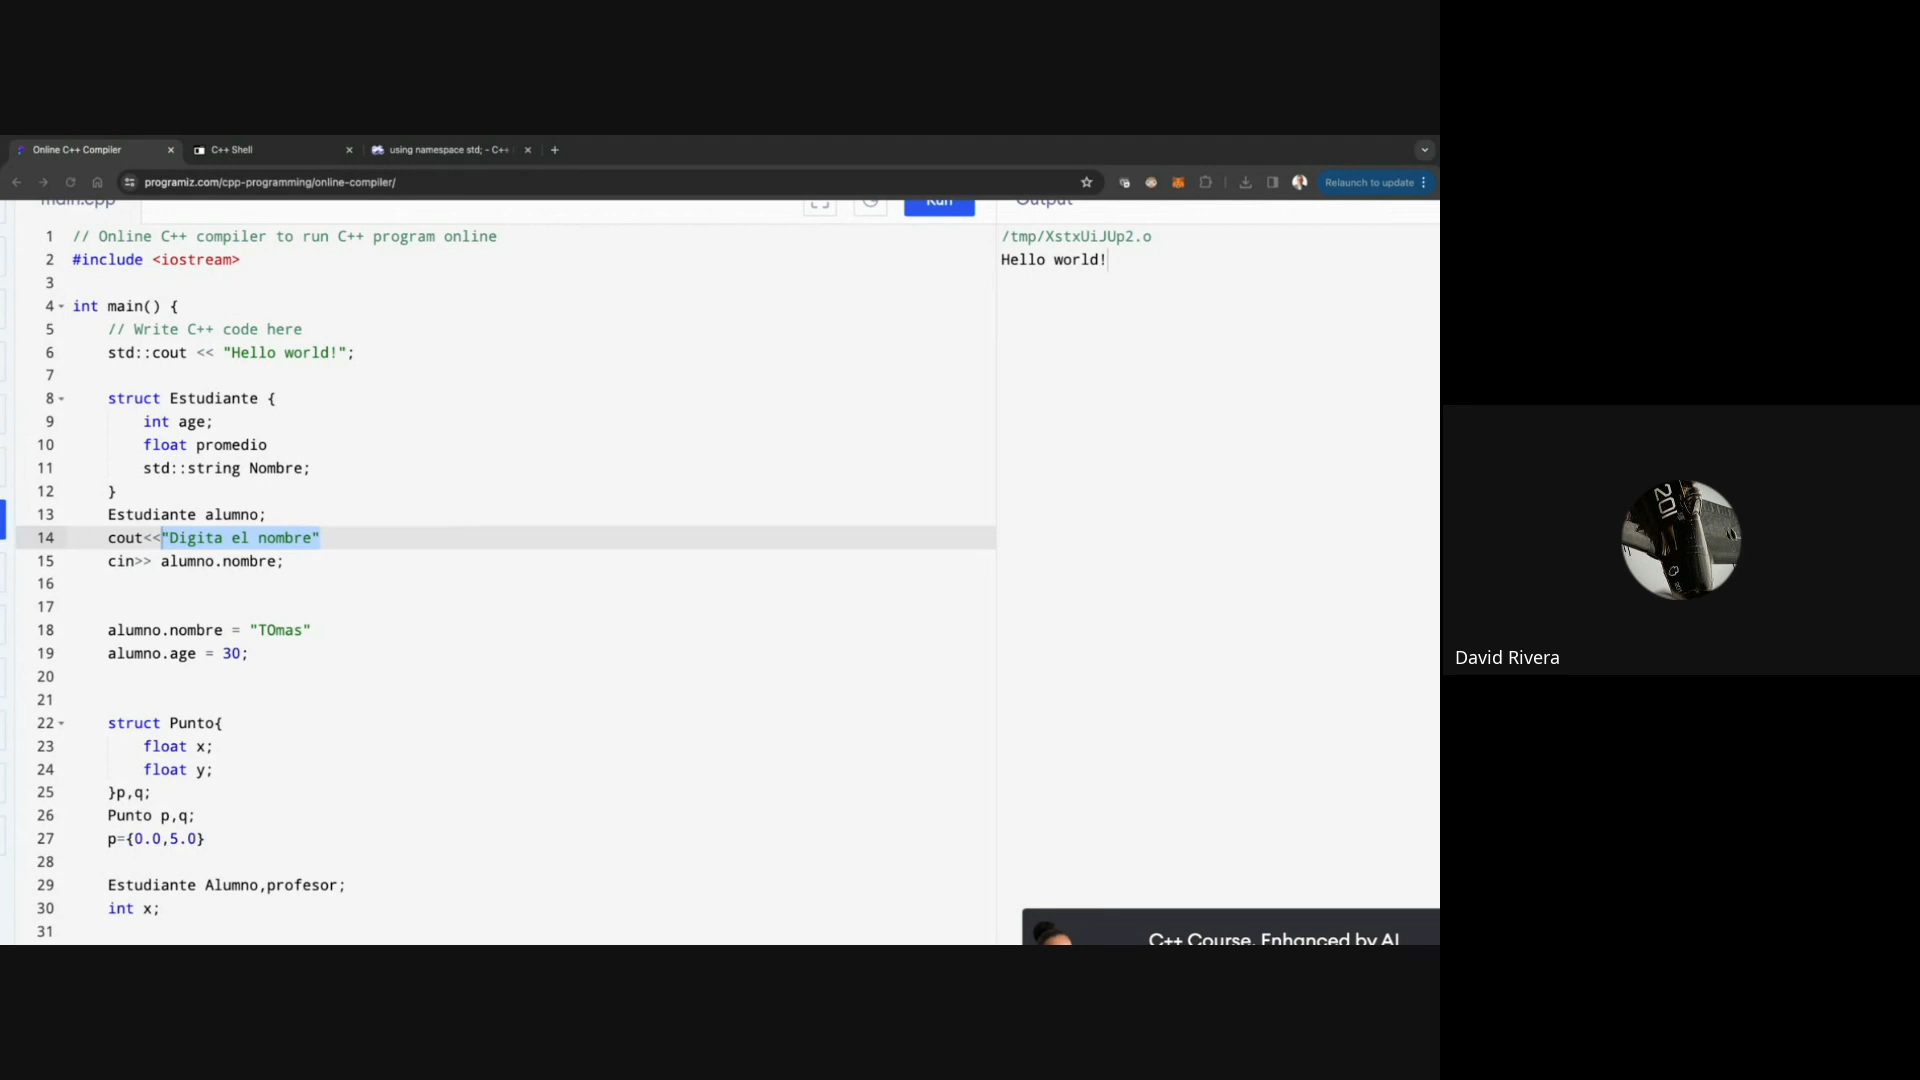 Online C++ Compiler
C++ Shell
using namespace std; - C++
programiz.com/cpp-programming/online-compiler/
Relaunch to update
main.cpp
Run
Output
1 // Online C++ compiler to run C++ program online
2 #include <iostream>
3
4 int main() {
5 // Write C++ code here
6 std::cout << "Hello world!";
7
8 struct Estudiante {
9 int age;
10 float promedio
11 std::string Nombre;
12 }
13 Estudiante alumno;
14 cout<<"Digita el nombre"
15 cin>> alumno.nombre;
16
17
18 alumno.nombre = "TOmas"
19 alumno.age = 30;
20
21
22 struct Punto{
23 float x;
24 float y;
25 }p,q;
26 Punto p,q;
27 p={0.0,5.0}
28
29 Estudiante Alumno,profesor;
30 int x;
31
/tmp/XstxUiJUp2.o
Hello world!
C++ Course, Enhanced by AI
201
David Rivera